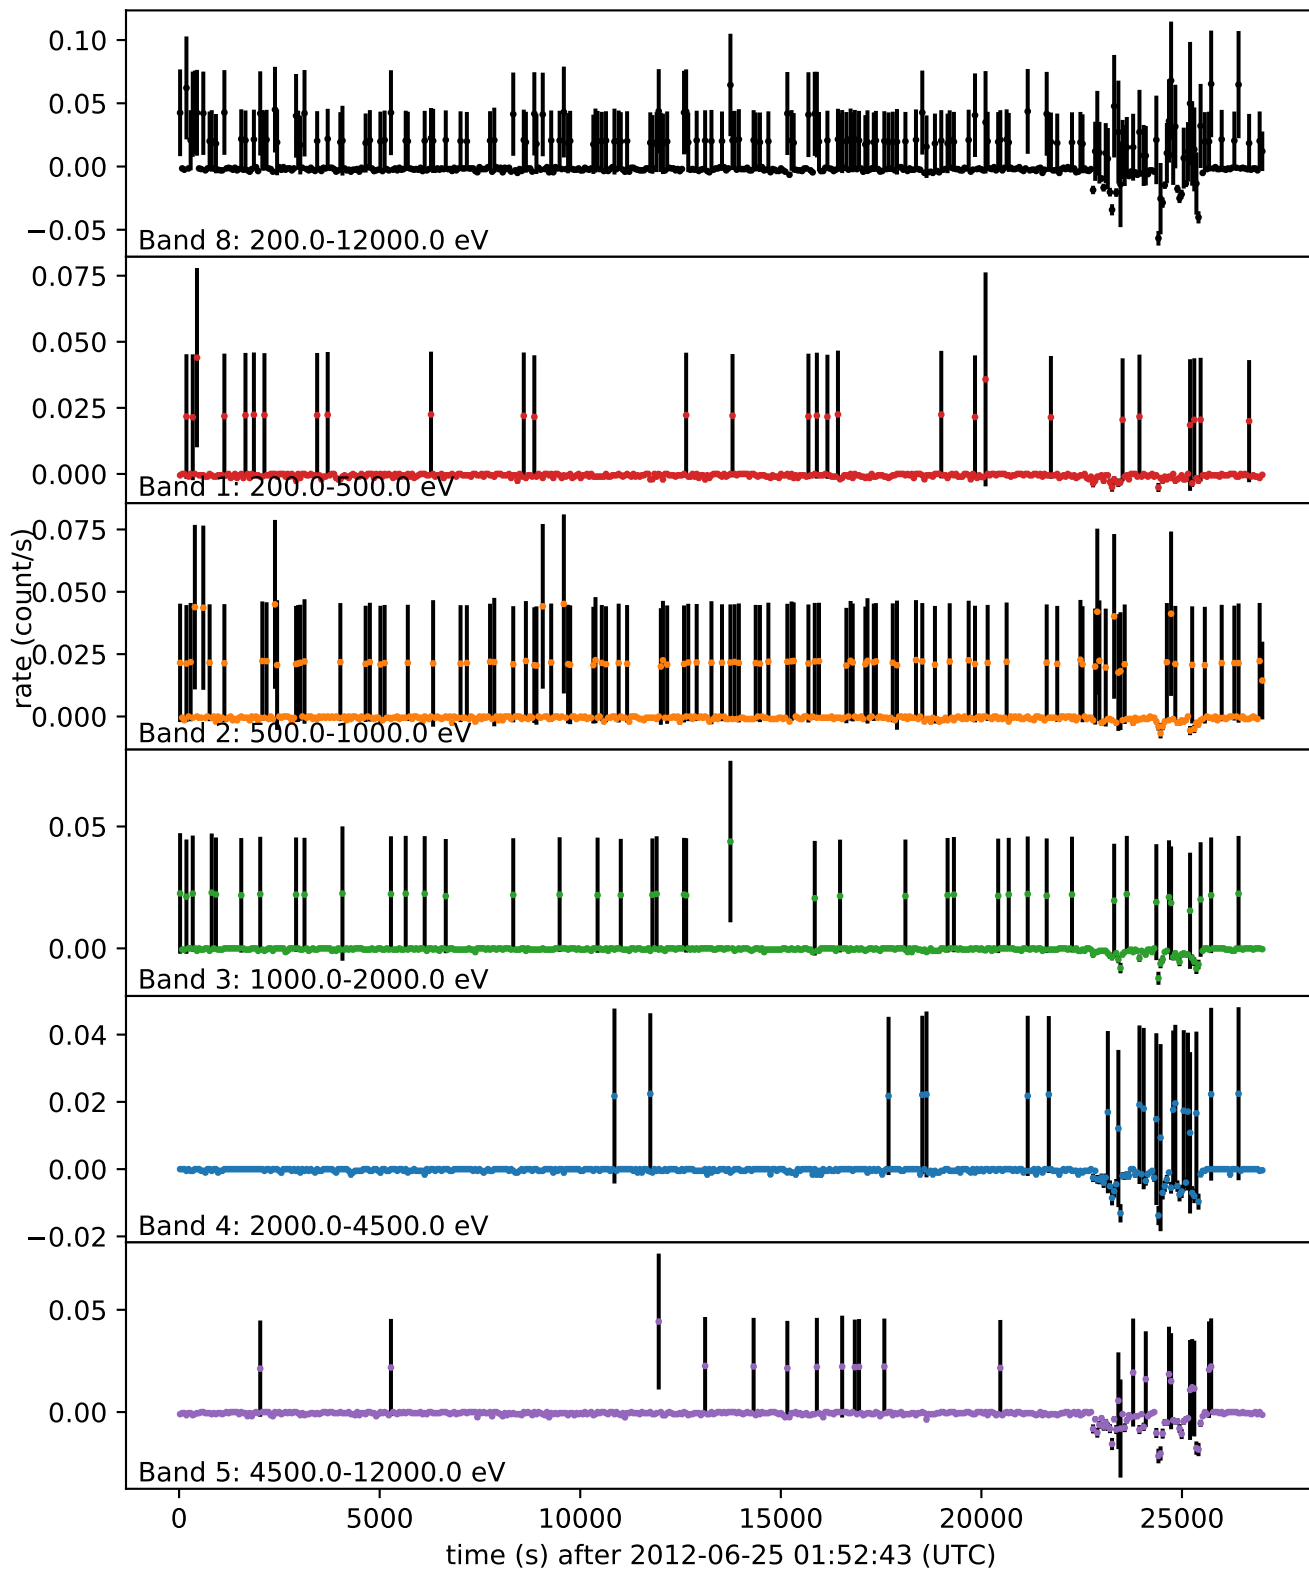 0.10
0.05
0.00
−0.05
Band 8: 200.0-12000.0 eV
0.075
0.050
0.025
0.000
Band 1: 200.0-500.0 eV
0.075
0.050
0.025
0.000
rate (count/s)
Band 2: 500.0-1000.0 eV
0.05
0.00
Band 3: 1000.0-2000.0 eV
0.04
0.02
0.00
−0.02
Band 4: 2000.0-4500.0 eV
0.05
0.00
Band 5: 4500.0-12000.0 eV
0 5000 10000 15000 20000 25000
time (s) after 2012-06-25 01:52:43 (UTC)